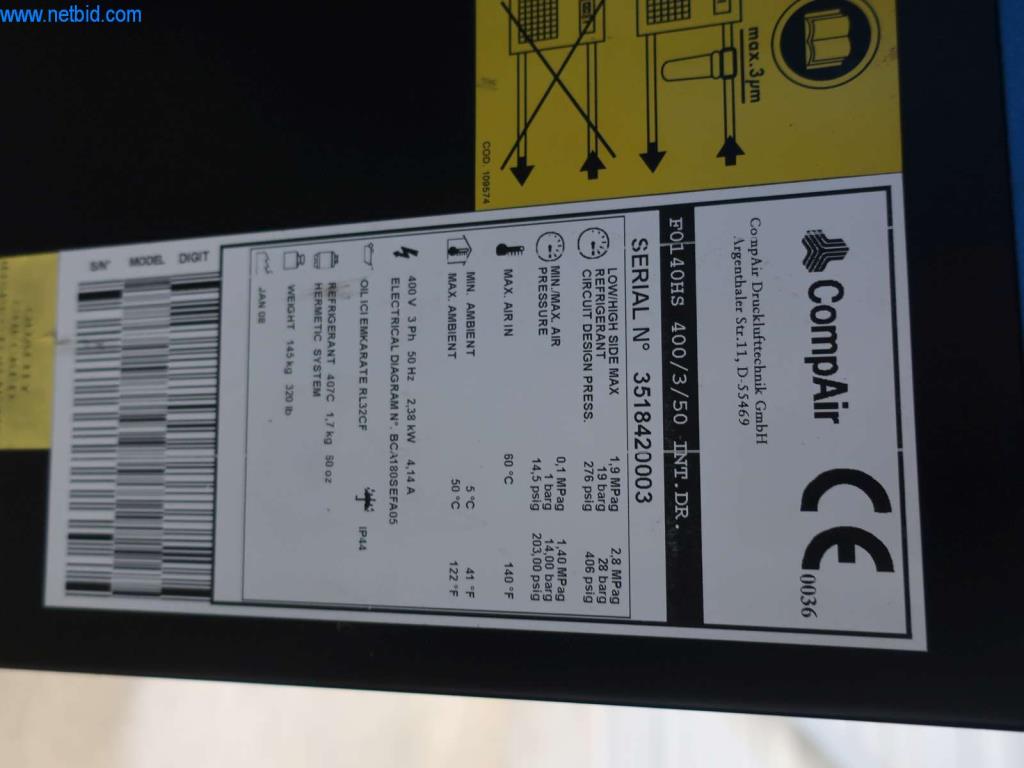 www.netbid.com
max.3µm
COD. 109574
CompAir
CE 0036
CompAir Drucklufttechnik GmbH
Argenthaler Str.11, D-55469
F0140HS 400/3/50 INT.DR.
SERIAL N° 3518420003
LOW/HIGH SIDE MAX 1,9 MPag 2,8 MPag
REFRIGERANT 19 barg 28 barg
CIRCUIT DESIGN PRESS. 276 psig 406 psig
MIN./MAX. AIR 0,1 MPag 1,40 MPag
PRESSURE 1 barg 14,00 barg
14,5 psig 203,00 psig
MAX. AIR IN 60 °C 140 °F
MIN. AMBIENT 5 °C 41 °F
MAX. AMBIENT 50 °C 122 °F
400 V 3 Ph 50 Hz 2,38 kW 4,14 A
ELECTRICAL DIAGRAM N°. BCA180SEFA05
OIL ICI EMKARATE RL32CF IP44
REFRIGERANT 407C 1,7 kg 60 oz
HERMETIC SYSTEM
WEIGHT 145 kg 320 lb
JAN 08
S/N° MODEL DIGIT